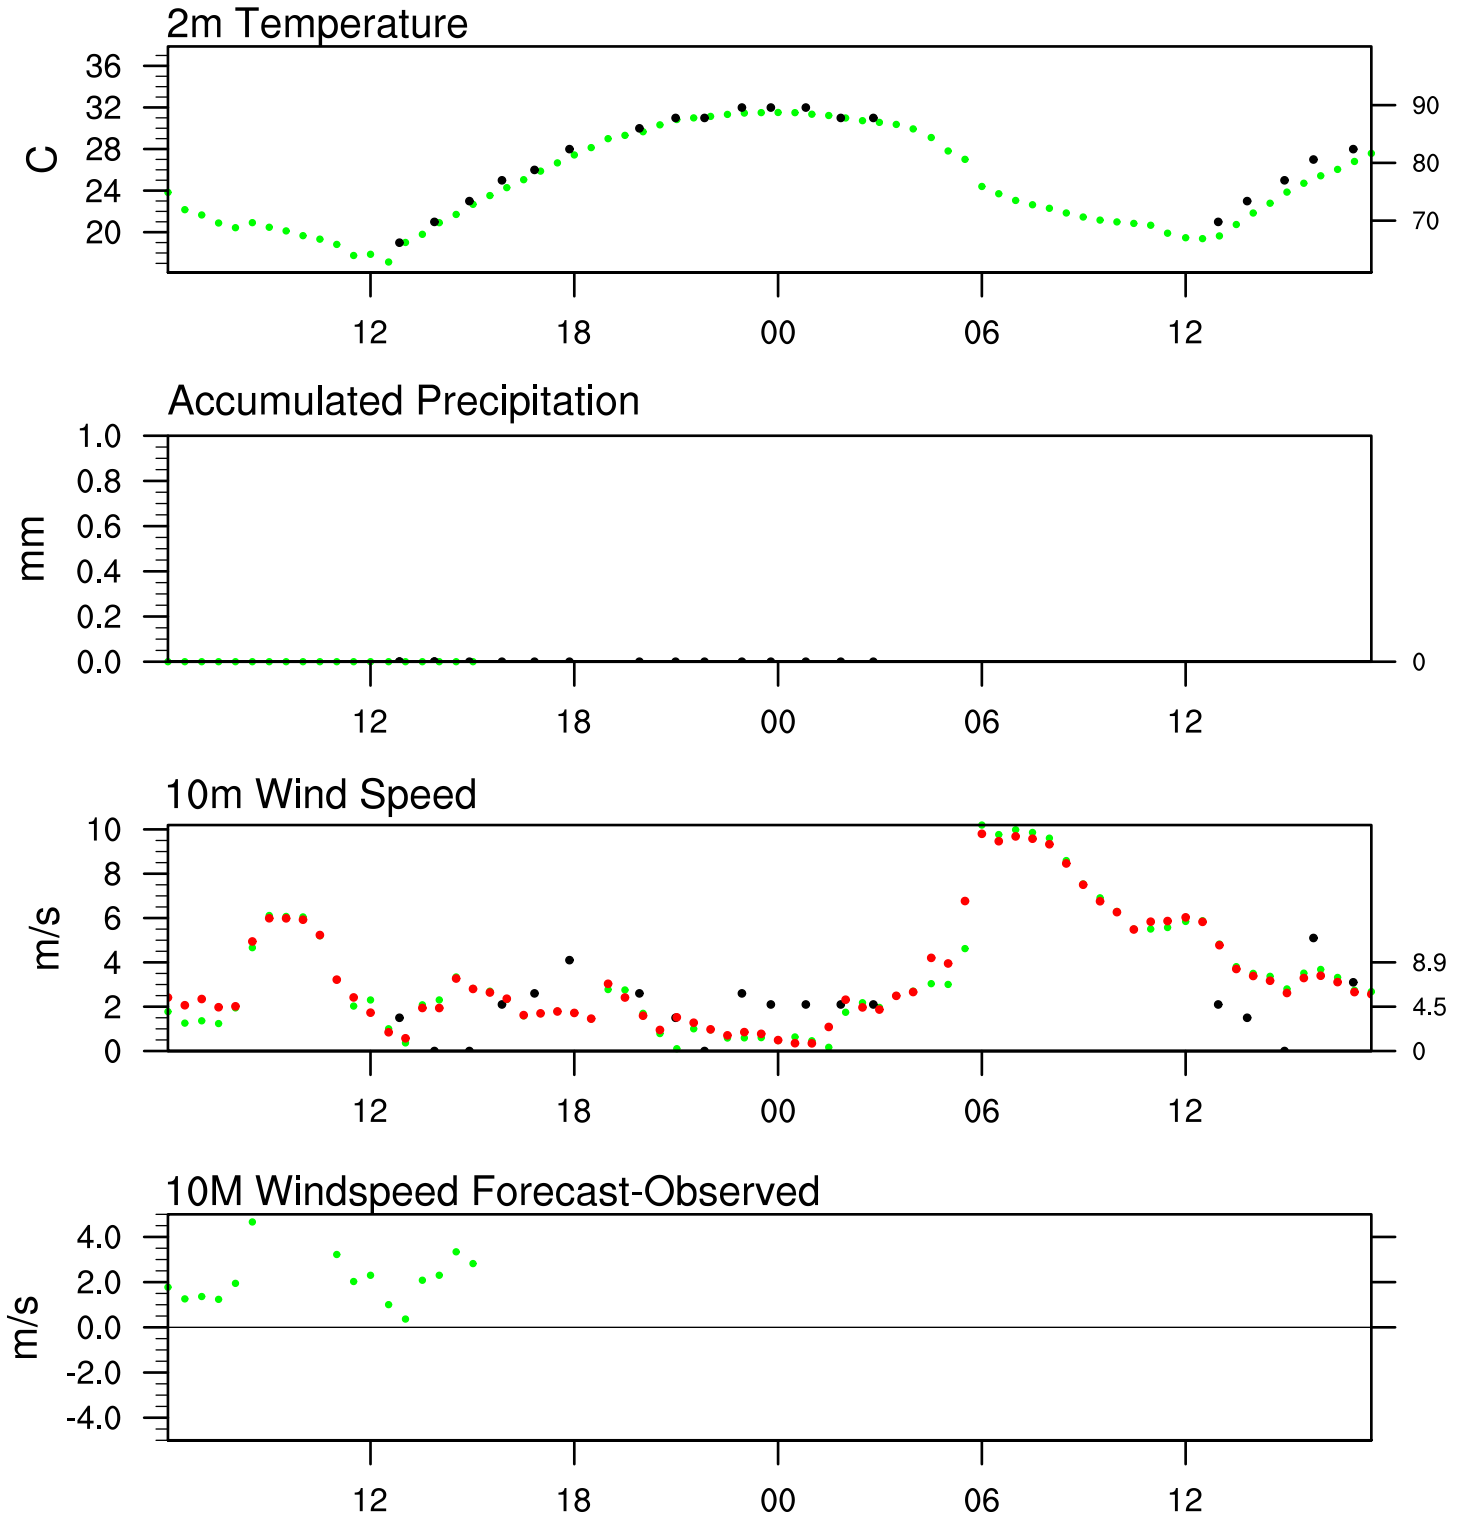 2m Temperature
36
32
28
24
20
C
90
80
70
12 18 00 06 12
Accumulated Precipitation
1.0
0.8
0.6
0.4
0.2
0.0
mm
0
12 18 00 06 12
10m Wind Speed
10
8
6
4
2
0
m/s
8.9
4.5
0
12 18 00 06 12
10M Windspeed Forecast-Observed
4.0
2.0
0.0
-2.0
-4.0
m/s
12 18 00 06 12